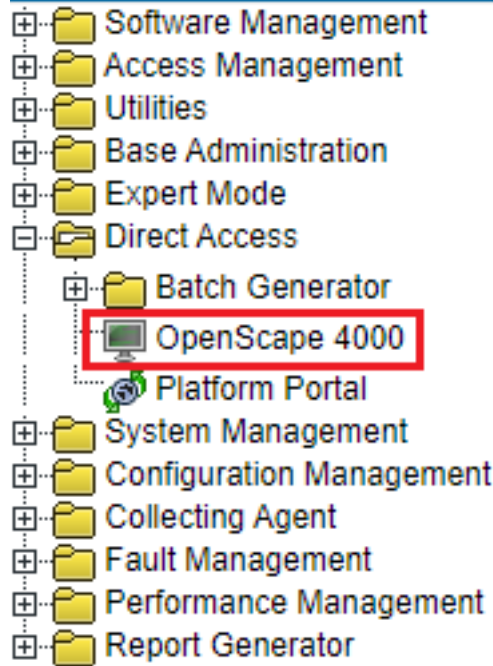 Software Management
Access Management
Utilities
Base Administration
Expert Mode
Direct Access
Batch Generator
OpenScape 4000
Platform Portal
System Management
Configuration Management
Collecting Agent
Fault Management
Performance Management
Report Generator